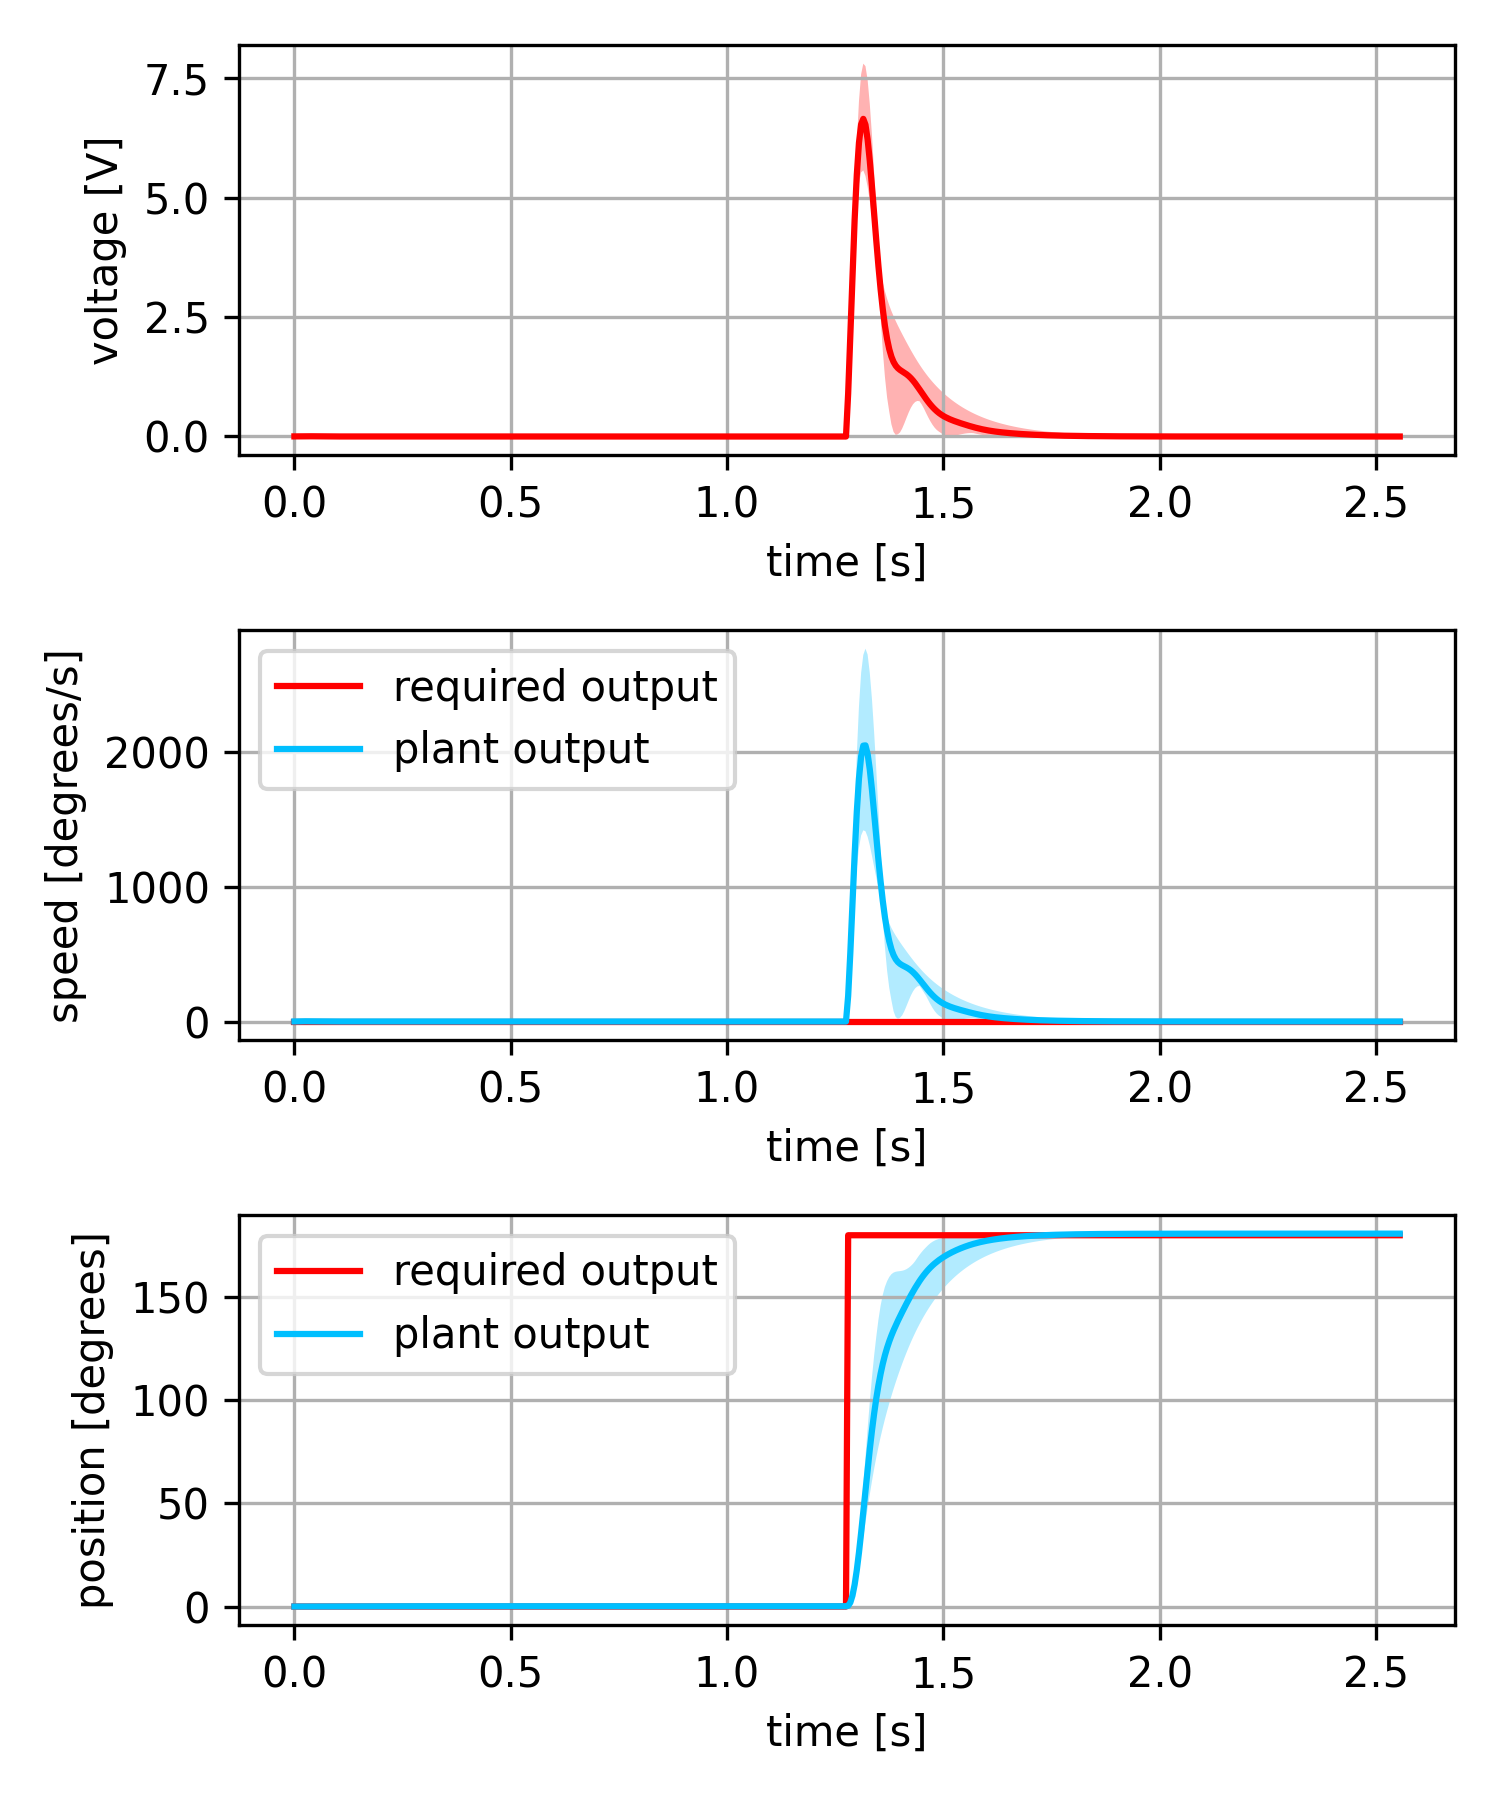 7.5
5.0
2.5
0.0
voltage [V]
0.0 0.5 1.0 1.5 2.0 2.5
time [s]
required output
plant output
2000
1000
0
speed [degrees/s]
0.0 0.5 1.0 1.5 2.0 2.5
time [s]
required output
plant output
150
100
50
0
position [degrees]
0.0 0.5 1.0 1.5 2.0 2.5
time [s]